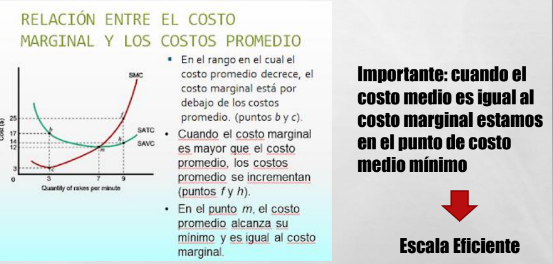 RELACIÓN ENTRE EL COSTO
MARGINAL Y LOS COSTOS PROMEDIO
SMC
SATC
SAVC
Cost ($)
25
17
14
12
3
0
5
7
9
Quantity of rakes per minute
b
f
h
m
▪ En el rango en el cual el
costo promedio decrece, el
costo marginal está por
debajo de los costos
promedio. (puntos b y c).
• Cuando el costo marginal
es mayor que el costo
promedio, los costos
promedio se incrementan
(puntos f y h).
• En el punto m, el costo
promedio alcanza su
mínimo y es igual al costo
marginal.
Importante: cuando el
costo medio es igual al
costo marginal estamos
en el punto de costo
medio mínimo
Escala Eficiente